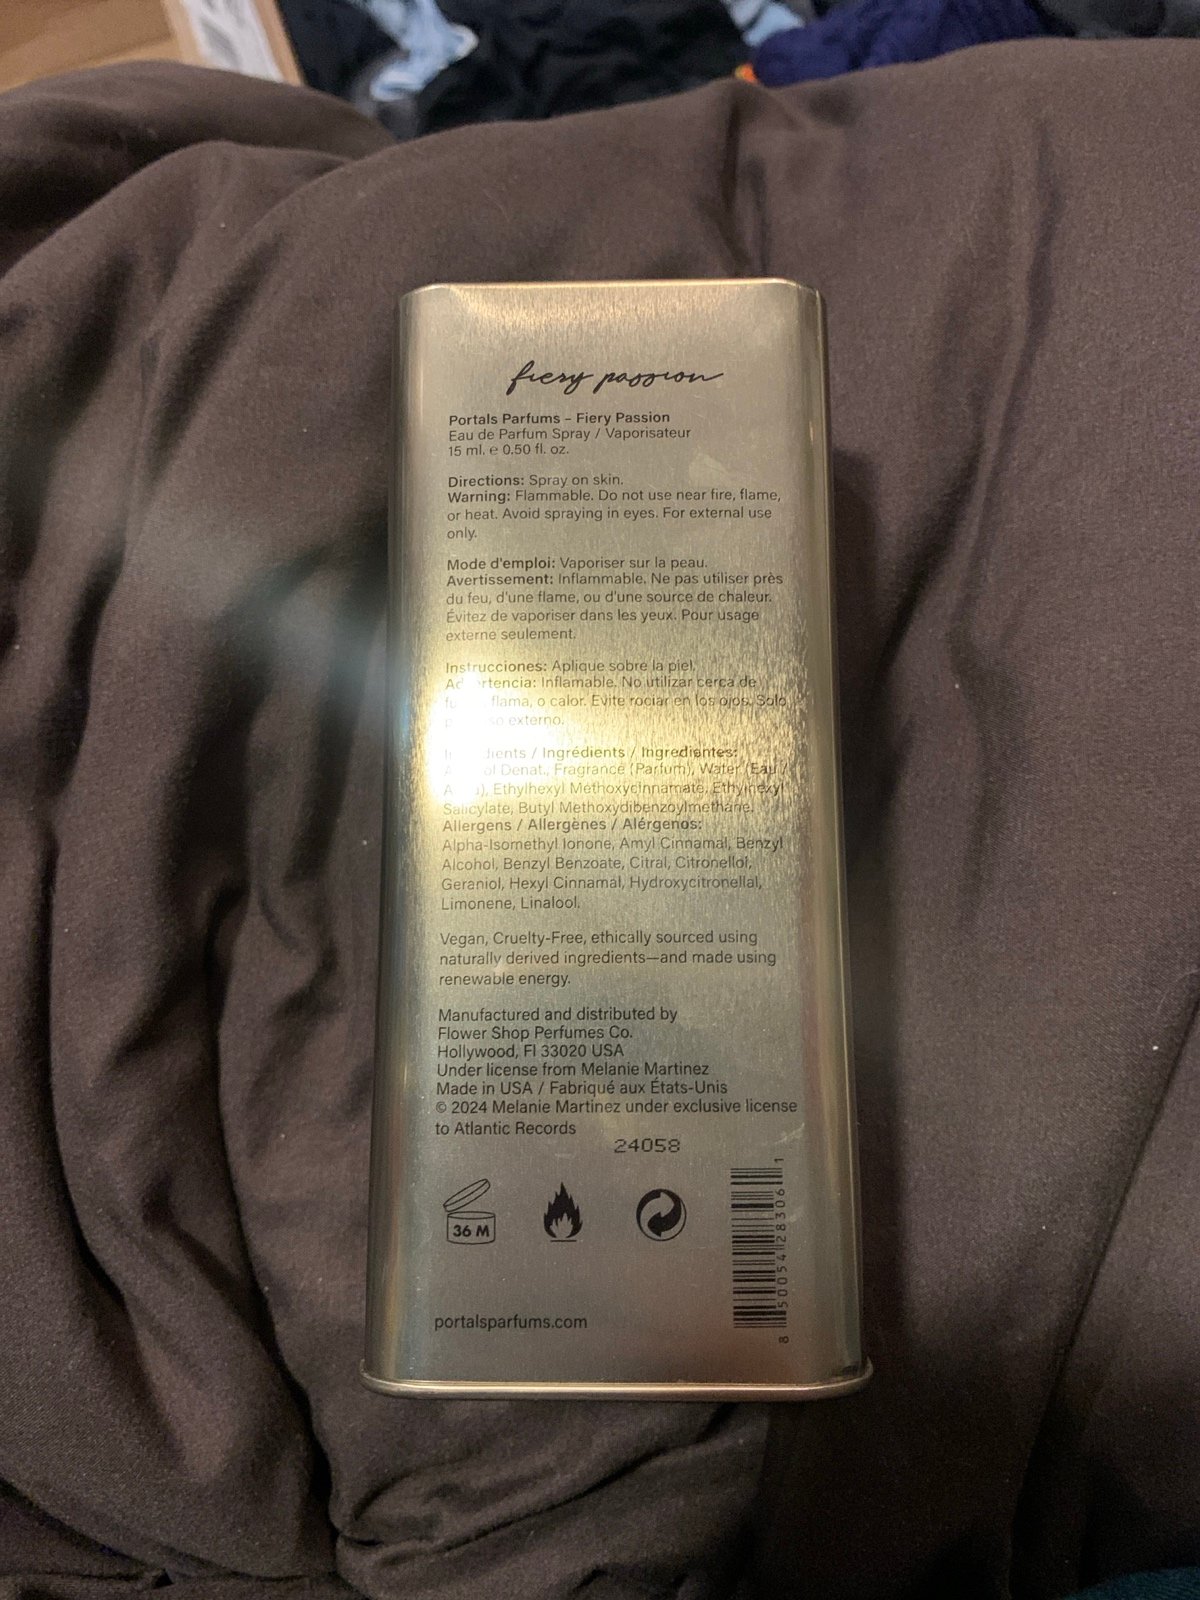 fiery passion
Portals Parfums – Fiery Passion
Eau de Parfum Spray / Vaporisateur
15 ml. e 0.50 fl. oz.
Directions: Spray on skin.
Warning: Flammable. Do not use near fire, flame,
or heat. Avoid spraying in eyes. For external use
only.
Mode d'emploi: Vaporiser sur la peau.
Avertissement: Inflammable. Ne pas utiliser près
du feu, d'une flame, ou d'une source de chaleur.
Évitez de vaporiser dans les yeux. Pour usage
externe seulement.
Instrucciones: Aplique sobre la piel.
Inflamable. No utilizar cerca de
flama, o calor. Evite rociar en los ojos. Solo
externo.
/ Ingrédients / Ingredientes:
Denat., Fragrance (Parfum), Water (Eau /
Ethylhexyl Methoxycinnamate, Ethylhexyl
Salicylate, Butyl Methoxydibenzoylmethane.
Allergens / Allergènes / Alérgenos:
Alpha-Isomethyl Ionone, Amyl Cinnamal, Benzyl
Alcohol, Benzyl Benzoate, Citral, Citronellol,
Geraniol, Hexyl Cinnamal, Hydroxycitronellal,
Limonene, Linalool.
Vegan, Cruelty-Free, ethically sourced using
naturally derived ingredients—and made using
renewable energy.
Manufactured and distributed by
Flower Shop Perfumes Co.
Hollywood, Fl 33020 USA
Under license from Melanie Martinez
Made in USA / Fabriqué aux États-Unis
© 2024 Melanie Martinez under exclusive license
to Atlantic Records
24058
36 M
8 50054 28306 1
portalsparfums.com